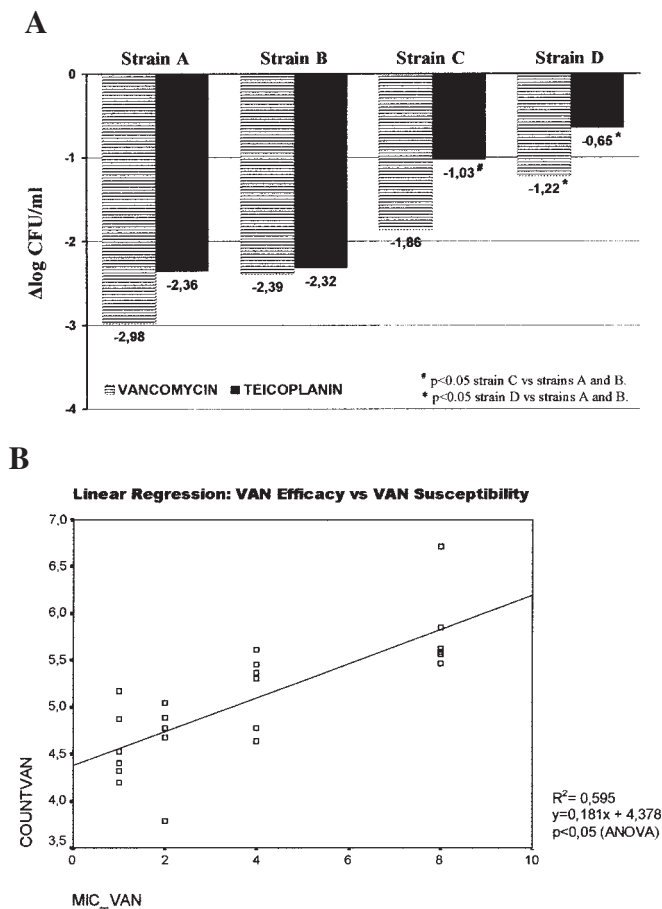 A
Strain A Strain B Strain C Strain D
0
-1
-2
-3
-4
Δlog CFU/ml
-2,98
-2,36
-2,39
-2,32
-1,86
-1,03 #
-1,22 *
-0,65 *
VANCOMYCIN TEICOPLANIN
# p<0.05 strain C vs strains A and B.
* p<0.05 strain D vs strains A and B.
B
Linear Regression: VAN Efficacy vs VAN Susceptibility
7,0
6,5
6,0
5,5
5,0
4,5
4,0
3,5
COUNTVAN
0 2 4 6 8 10
MIC_VAN
R²= 0,595
y=0,181x + 4,378
p<0,05 (ANOVA)